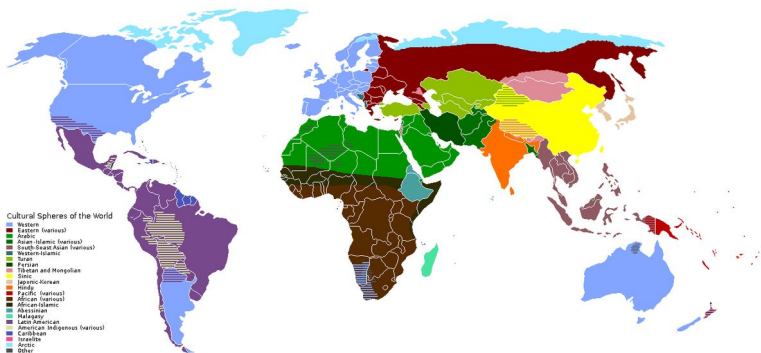 Cultural Spheres of the World
Western
Eastern (various)
Arabic
Asian-Islamic (various)
South-Seast Asian (various)
Western-Islamic
Turan
Persian
Tibetan and Mongolian
Sinic
Japonic-Korean
Hindu
Pacific (various)
African (various)
African-Islamic
Abessinian
Malagasy
Latin American
American Indigenous (various)
Caribbean
Israelite
Arctic
Other